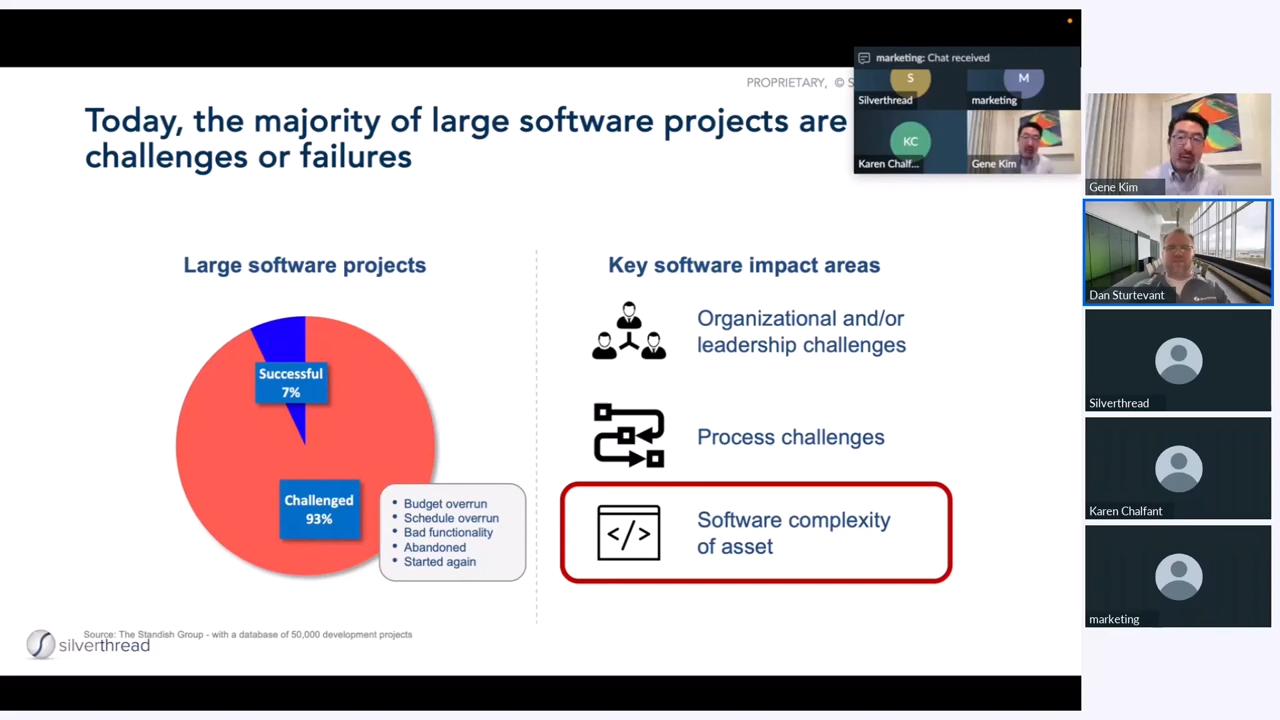 PROPRIETARY, © S
marketing: Chat received
S
M
Silverthread
marketing
KC
Karen Chalf...
Gene Kim
Today, the majority of large software projects are
challenges or failures
Large software projects
Successful
7%
Challenged
93%
• Budget overrun
• Schedule overrun
• Bad functionality
• Abandoned
• Started again
Key software impact areas
Organizational and/or
leadership challenges
Process challenges
</>
Software complexity
of asset
Source: The Standish Group - with a database of 50,000 development projects
silverthread
Gene Kim
Dan Sturtevant
Silverthread
Karen Chalfant
marketing